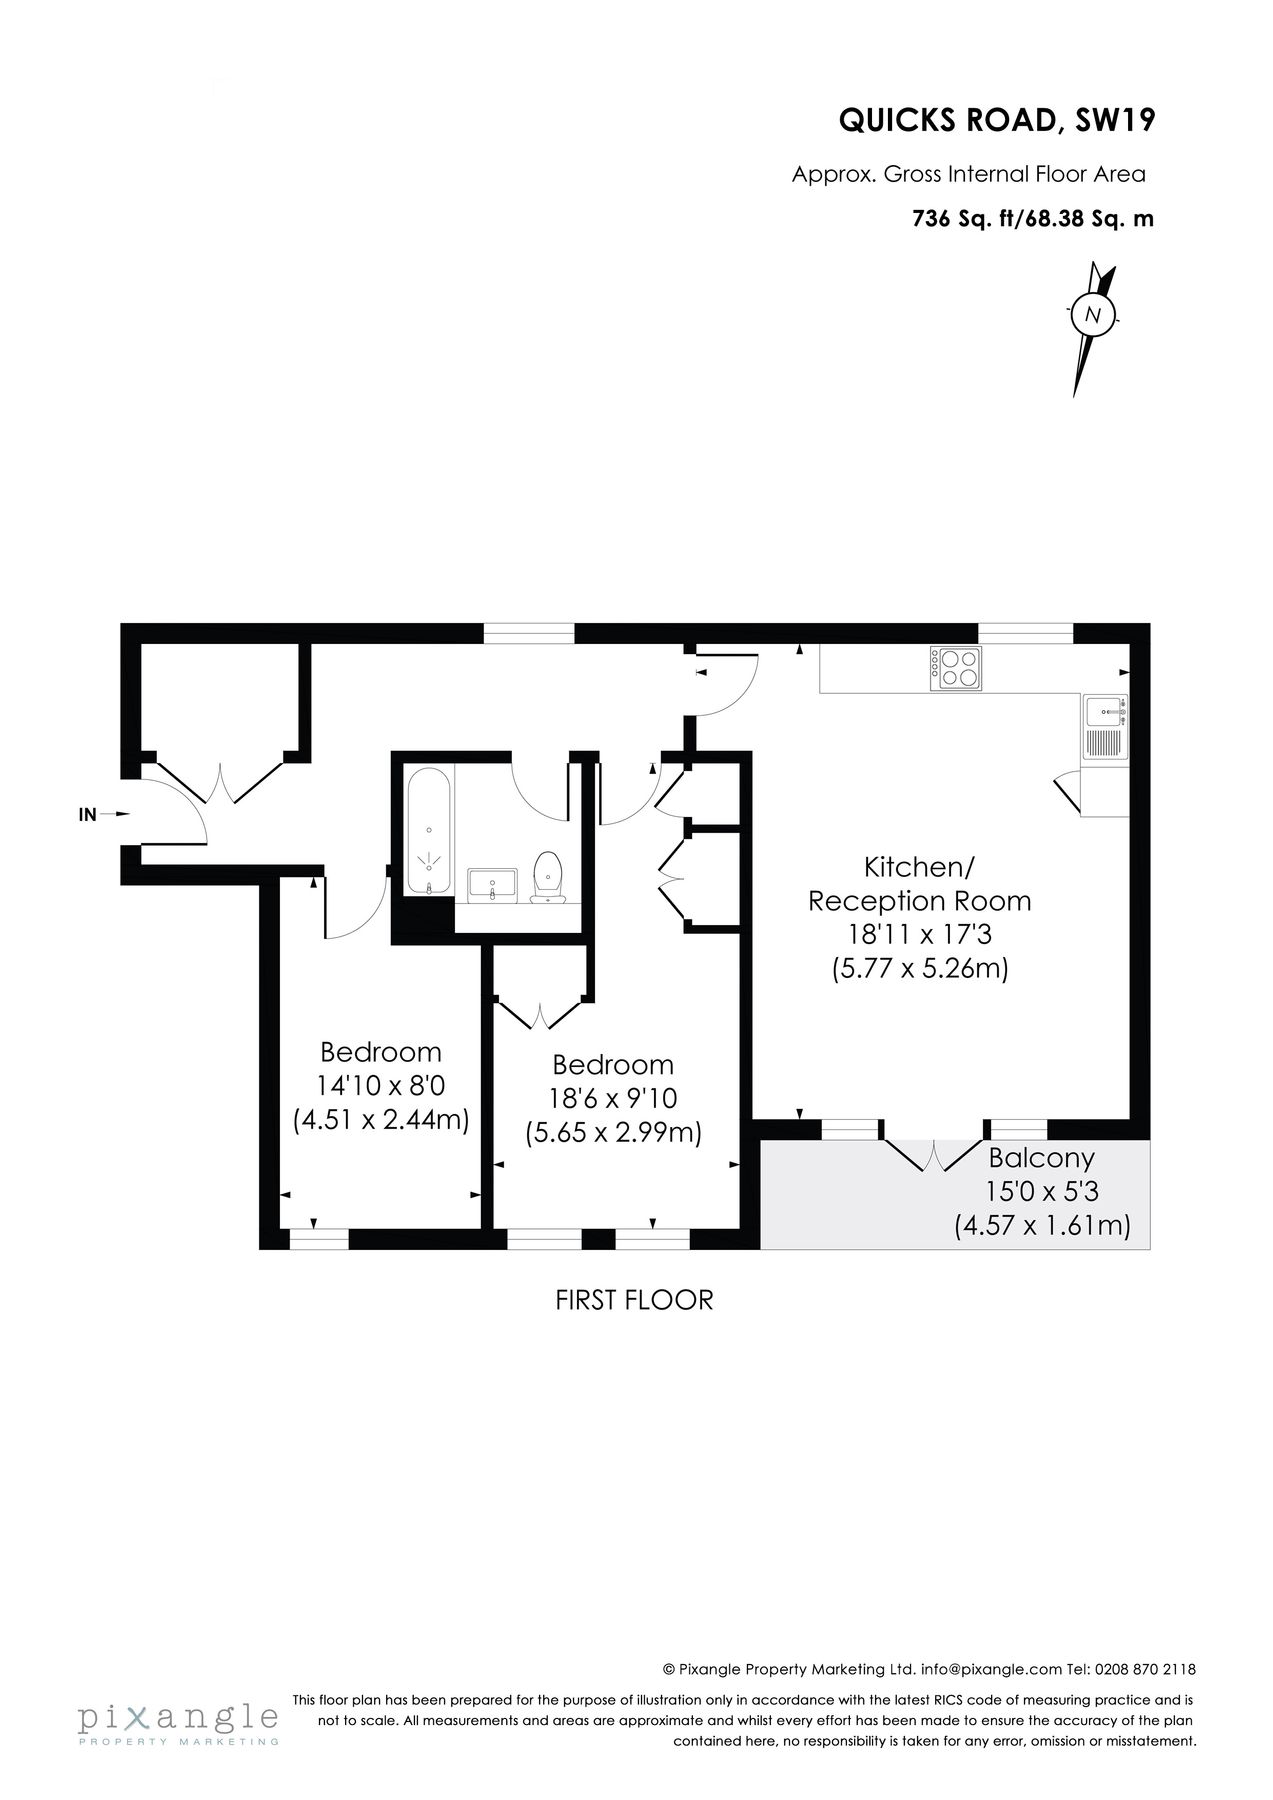 QUICKS ROAD, SW19
Approx. Gross Internal Floor Area
736 Sq. ft/68.38 Sq. m
N
IN
Kitchen/
Reception Room
18'11 x 17'3
(5.77 x 5.26m)
Bedroom
14'10 x 8'0
(4.51 x 2.44m)
Bedroom
18'6 x 9'10
(5.65 x 2.99m)
Balcony
15'0 x 5'3
(4.57 x 1.61m)
FIRST FLOOR
© Pixangle Property Marketing Ltd. info@pixangle.com Tel: 0208 870 2118
pixangle
PROPERTY MARKETING
This floor plan has been prepared for the purpose of illustration only in accordance with the latest RICS code of measuring practice and is
not to scale. All measurements and areas are approximate and whilst every effort has been made to ensure the accuracy of the plan
contained here, no responsibility is taken for any error, omission or misstatement.